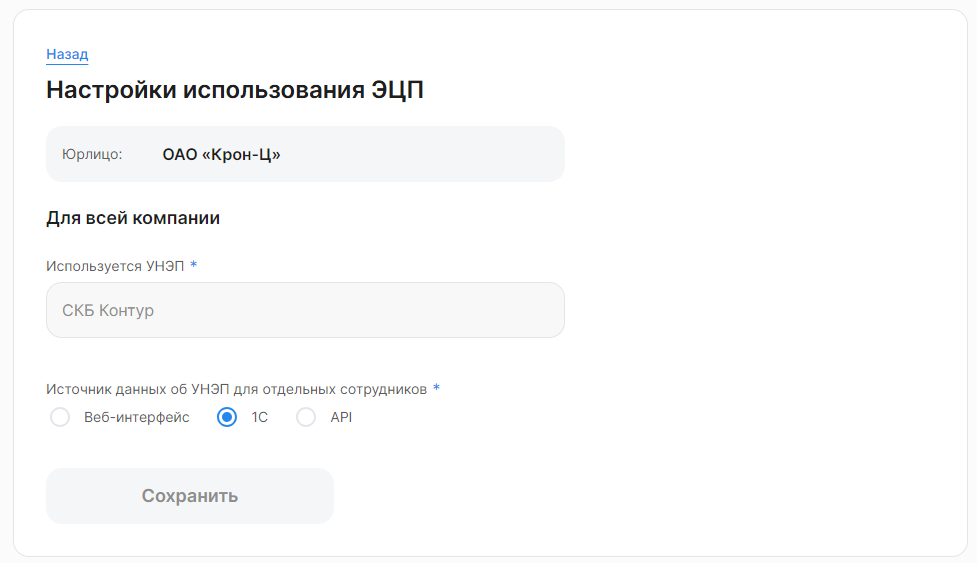 Назад
Настройки использования ЭЦП
Юрлицо: ОАО «Крон-Ц»
Для всей компании
Используется УНЭП *
СКБ Контур
Источник данных об УНЭП для отдельных сотрудников *
Веб-интерфейс 1С API
Сохранить